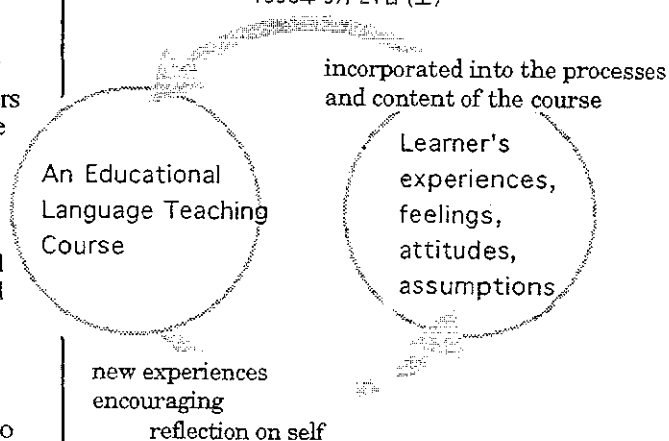 incorporated into the processes
and content of the course
An Educational
Language Teaching
Course
Learner's
experiences,
feelings,
attitudes,
assumptions
new experiences
encouraging
reflection on self